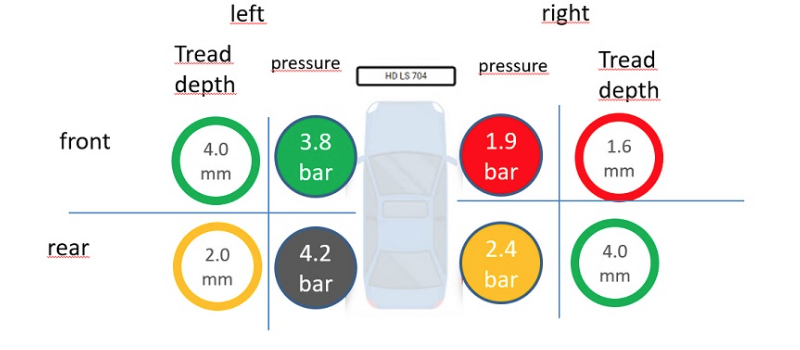 left
right
Tread
depth
pressure
HD LS 704
pressure
Tread
depth
front
4.0
mm
3.8
bar
1.9
bar
1.6
mm
rear
2.0
mm
4.2
bar
2.4
bar
4.0
mm